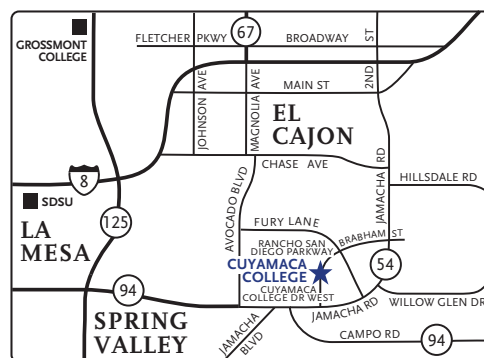 GROSSMONT
COLLEGE
FLETCHER PKWY
67
BROADWAY
2ND ST
JOHNSON AVE
MAGNOLIA AVE
MAIN ST
EL
CAJON
CHASE AVE
8
SDSU
LA
MESA
125
AVOCADO BLVD
JAMACHA RD
HILLSDALE RD
FURY LANE
RANCHO SAN
DIEGO PARKWAY
BRABHAM ST
CUYAMACA
COLLEGE
CUYAMACA
COLLEGE DR WEST
54
94
JAMACHA RD
WILLOW GLEN DR
SPRING
VALLEY
JAMACHA
BLVD
CAMPO RD
94